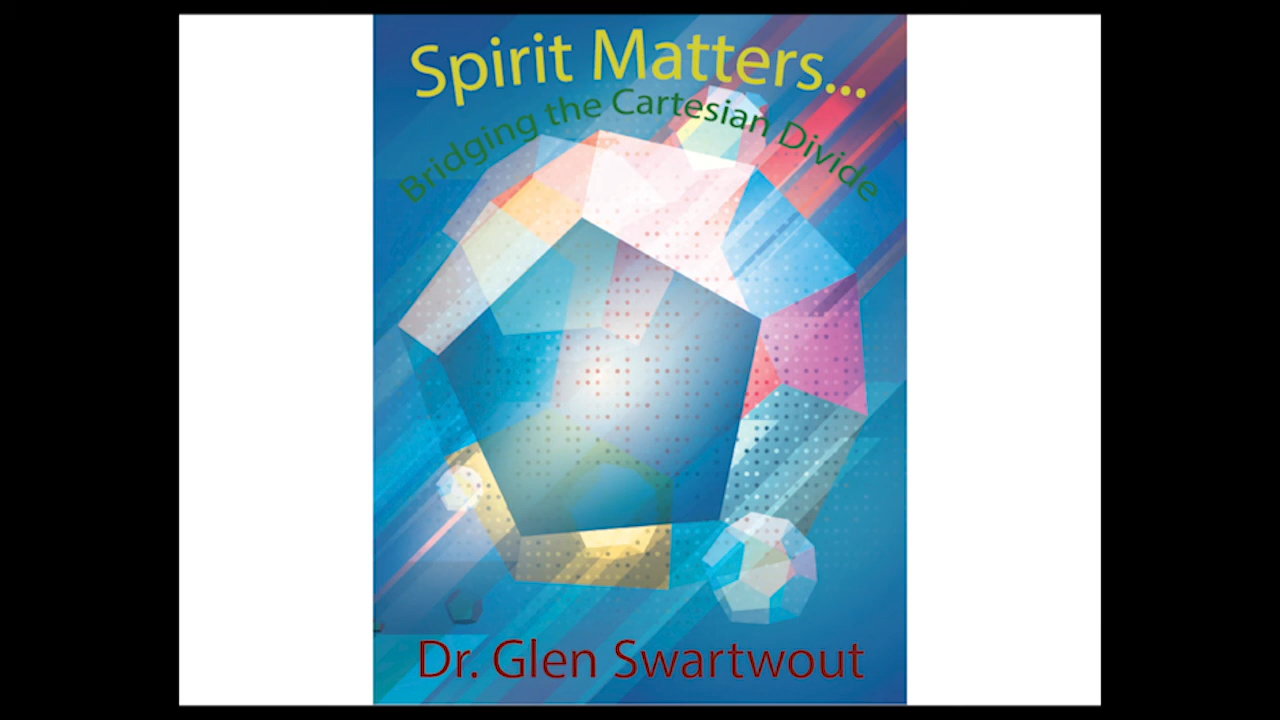 Spirit Matters...
Bridging the Cartesian Divide
Dr. Glen Swartwout